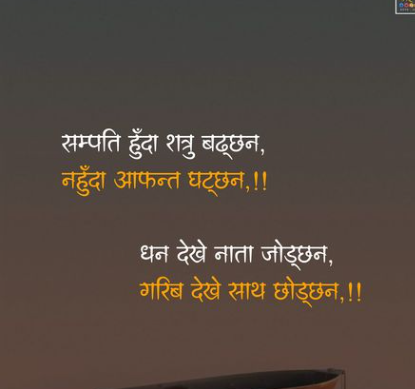 सम्पति हुँदा शत्रु बढ्छन,
नहुँदा आफन्त घट्छन,!!
धन देखे नाता जोड्छन,
गरिब देखे साथ छोड्छन,!!